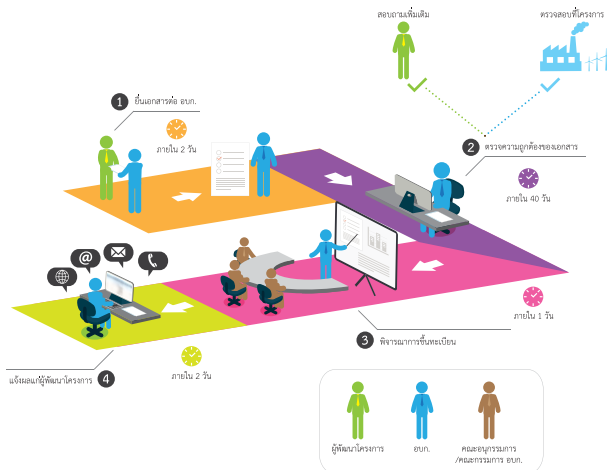 สอบถามเพิ่มเติม
ตรวจสอบที่โครงการ
1 ยื่นเอกสารต่อ อบก.
ภายใน 2 วัน
2 ตรวจความถูกต้องของเอกสาร
ภายใน 40 วัน
ภายใน 1 วัน
3 พิจารณาการขึ้นทะเบียน
ภายใน 2 วัน
แจ้งผลแก่ผู้พัฒนาโครงการ 4
ผู้พัฒนาโครงการ
อบก.
คณะอนุกรรมการ
/คณะกรรมการ อบก.